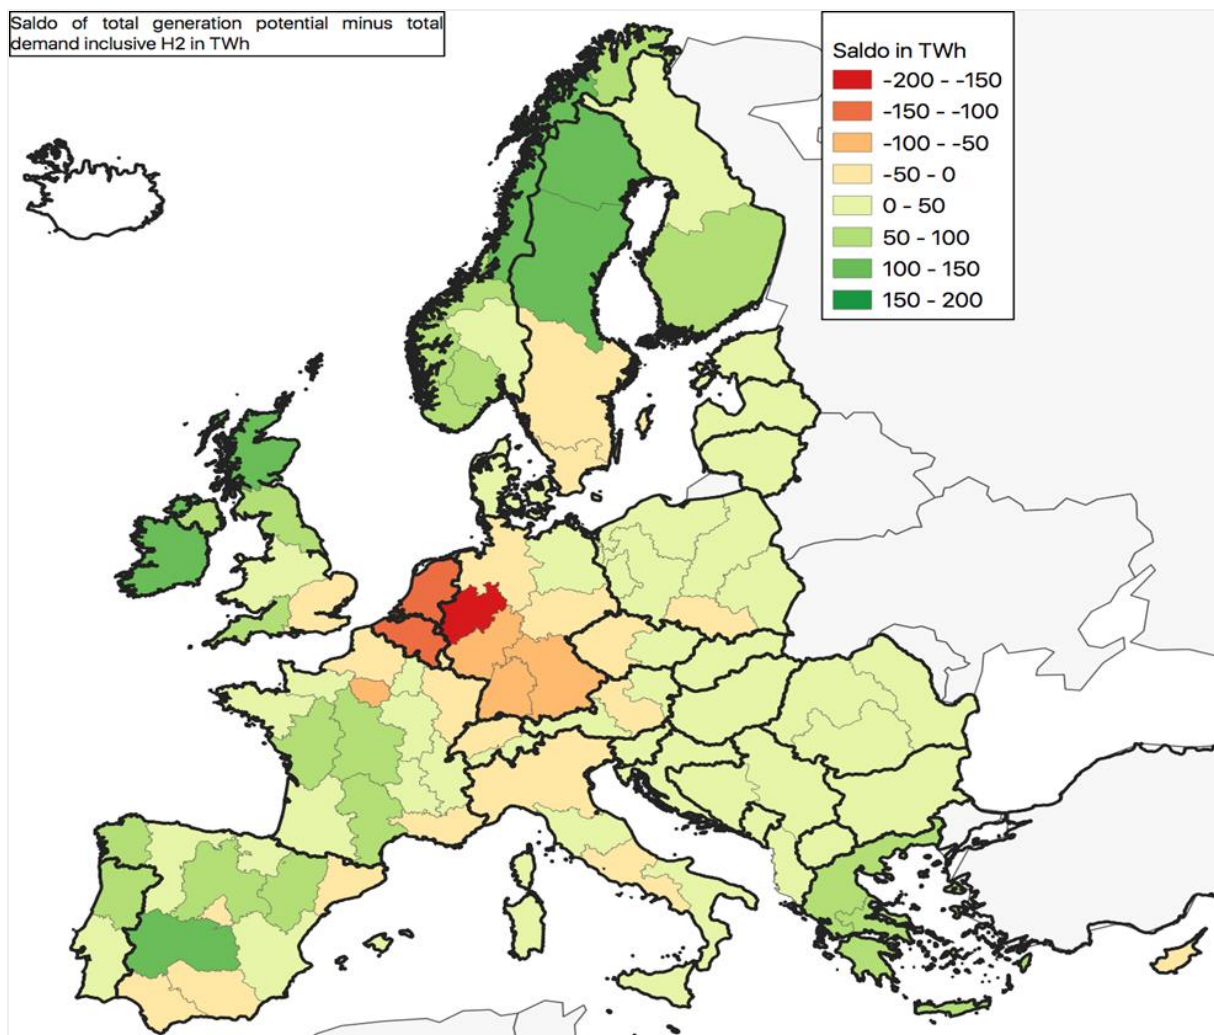 Saldo of total generation potential minus total
demand inclusive H2 in TWh
Saldo in TWh
-200 - -150
-150 - -100
-100 - -50
-50 - 0
0 - 50
50 - 100
100 - 150
150 - 200